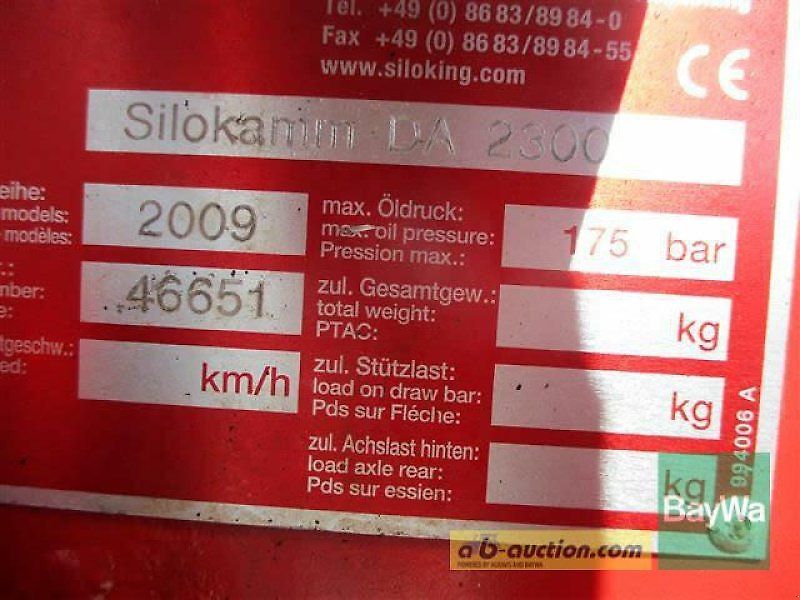 Tel. +49 (0) 86 83/89 84-0
Fax +49 (0) 86 83/89 84-55
www.siloking.com
CE
Silokamm DA 2300
eihe:
models:
modèles:
2009
max. Öldruck:
max. oil pressure:
Pression max.:
175 bar
mber:
46651
zul. Gesamtgew.:
total weight:
PTAC:
kg
tgeschw.:
ed:
km/h
zul. Stützlast:
load on draw bar:
Pds sur Fléche:
kg
zul. Achslast hinten:
load axle rear:
Pds sur essien:
kg
994006 A
BayWa
ab-auction.com